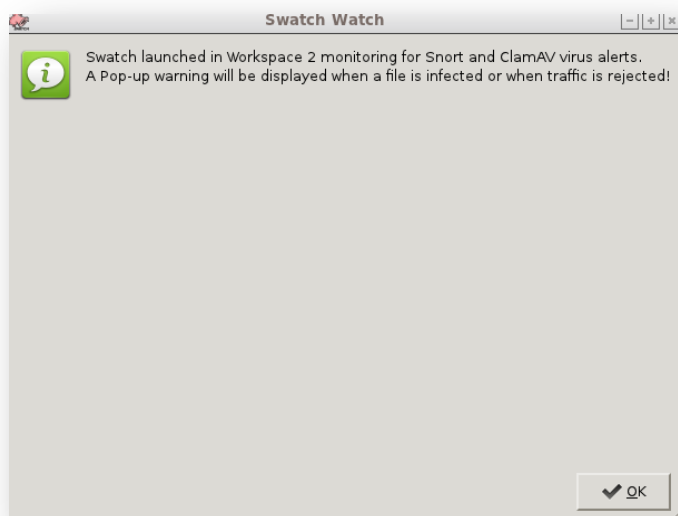 Swatch Watch
Swatch launched in Workspace 2 monitoring for Snort and ClamAV virus alerts.
A Pop-up warning will be displayed when a file is infected or when traffic is rejected!
OK